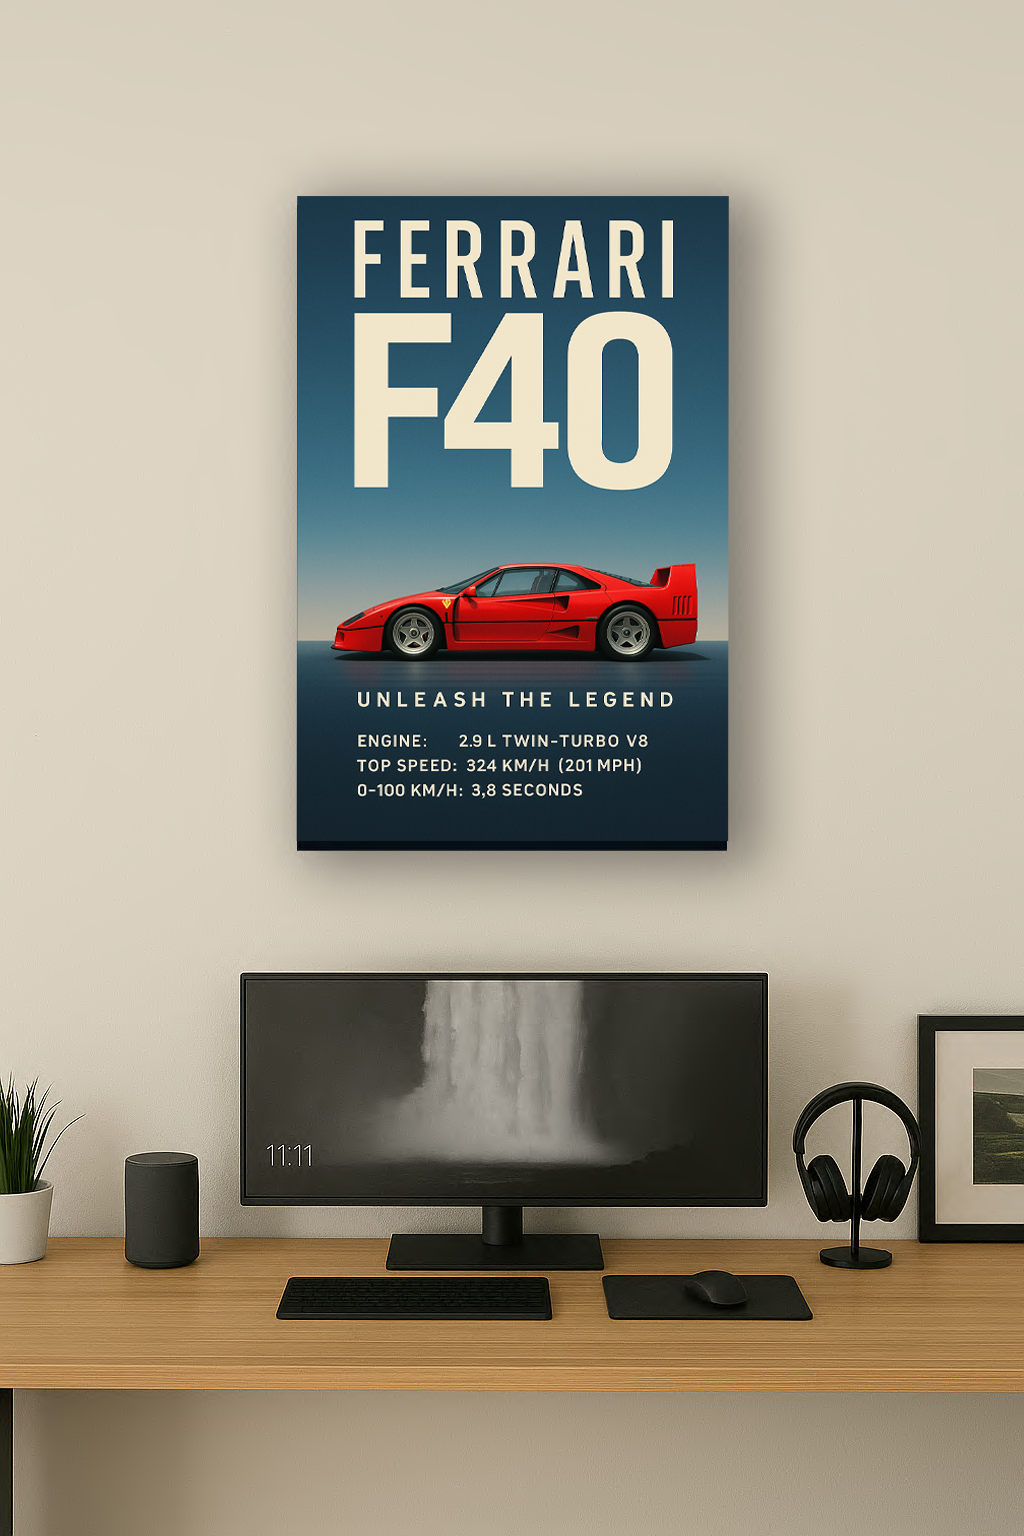 FERRARI
F40
UNLEASH THE LEGEND
ENGINE: 2.9 L TWIN-TURBO V8
TOP SPEED: 324 KM/H (201 MPH)
0-100 KM/H: 3,8 SECONDS
11:11